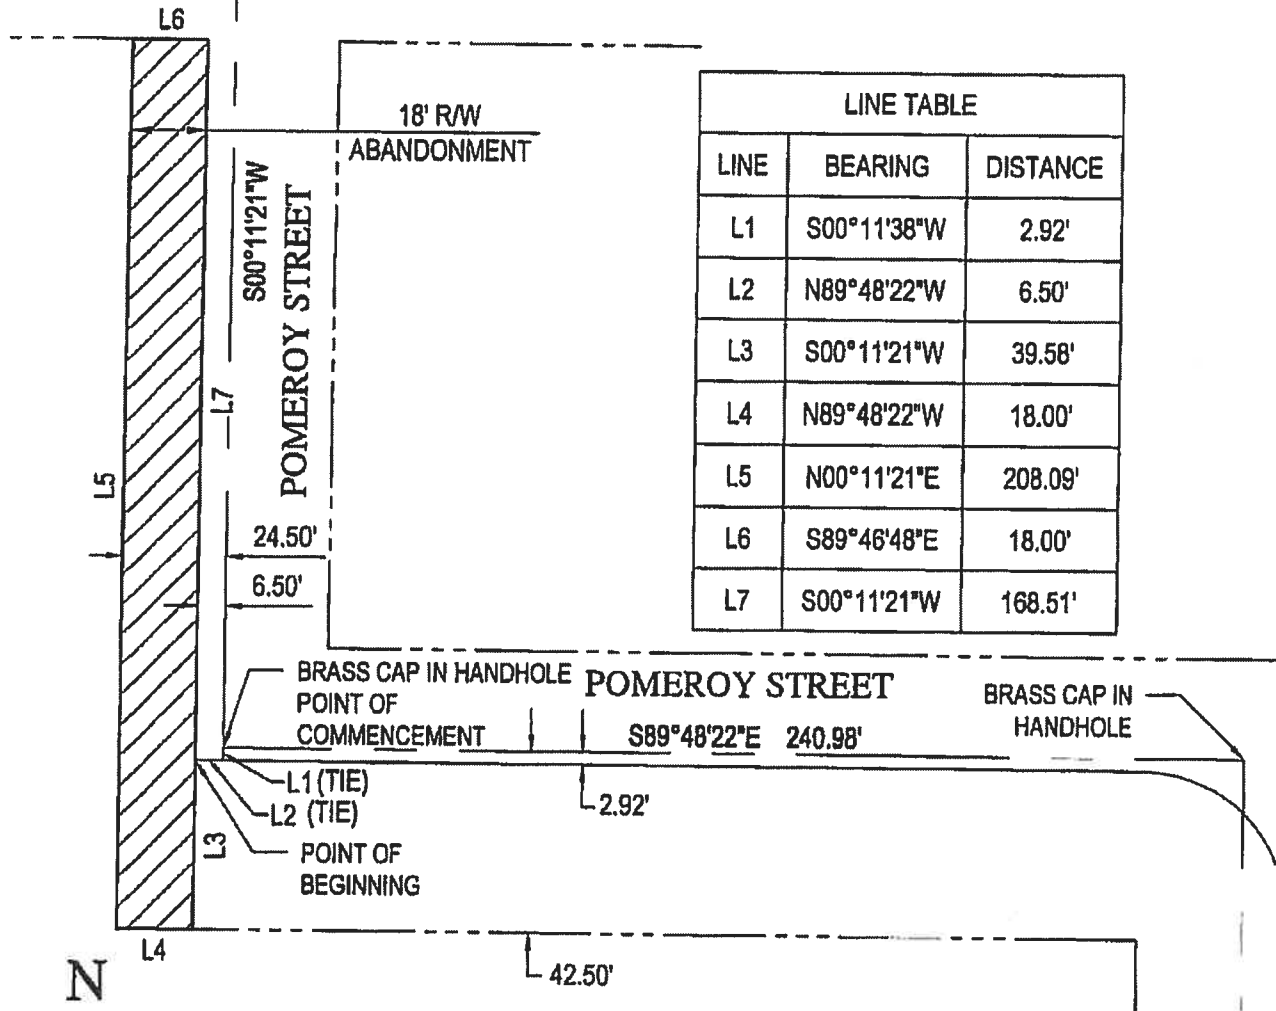 L6
18' R/W
ABANDONMENT
S00°11'21"W
POMEROY STREET
L7
L5
24.50'
6.50'
LINE TABLE
LINE BEARING DISTANCE
L1 S00°11'38"W 2.92'
L2 N89°48'22"W 6.50'
L3 S00°11'21"W 39.58'
L4 N89°48'22"W 18.00'
L5 N00°11'21"E 208.09'
L6 S89°46'48"E 18.00'
L7 S00°11'21"W 168.51'
BRASS CAP IN HANDHOLE
POINT OF
COMMENCEMENT
POMEROY STREET
S89°48'22"E 240.98'
BRASS CAP IN
HANDHOLE
L1 (TIE)
L2 (TIE)
2.92'
L3
POINT OF
BEGINNING
L4
42.50'
N